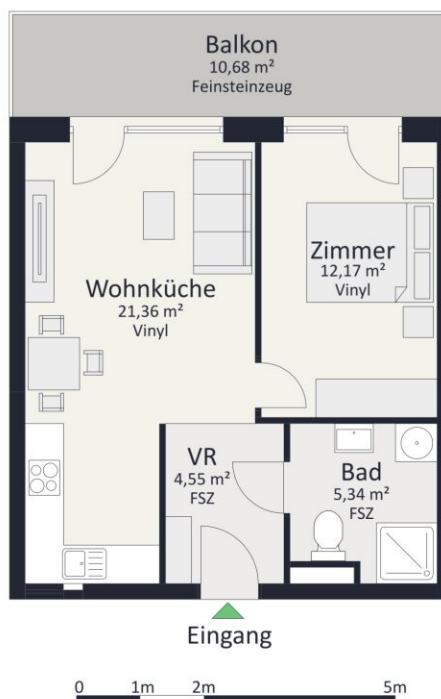 Balkon
10,68 m²
Feinsteinzeug
Zimmer
12,17 m²
Vinyl
Wohnküche
21,36 m²
Vinyl
VR
4,55 m²
FSZ
Bad
5,34 m²
FSZ
Eingang
0 1m 2m 5m